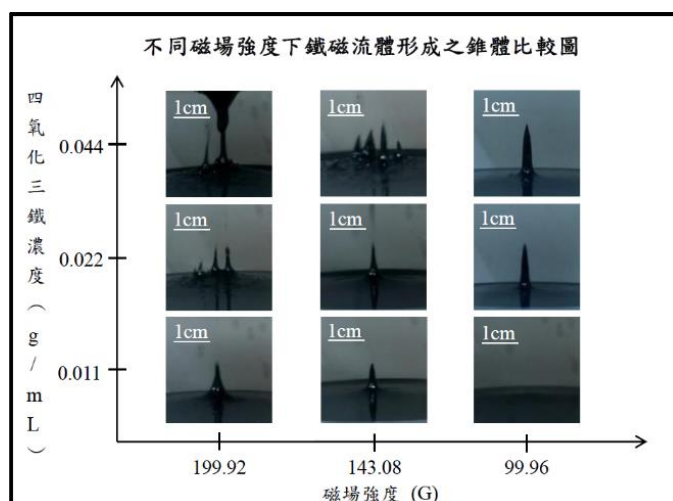 不同磁場強度下鐵磁流體形成之錐體比較圖
四氧化三鐵濃度(g/mL)
0.044
1cm
1cm
1cm
0.022
1cm
1cm
1cm
0.011
1cm
1cm
1cm
199.92
143.08
99.96
磁場強度 (G)